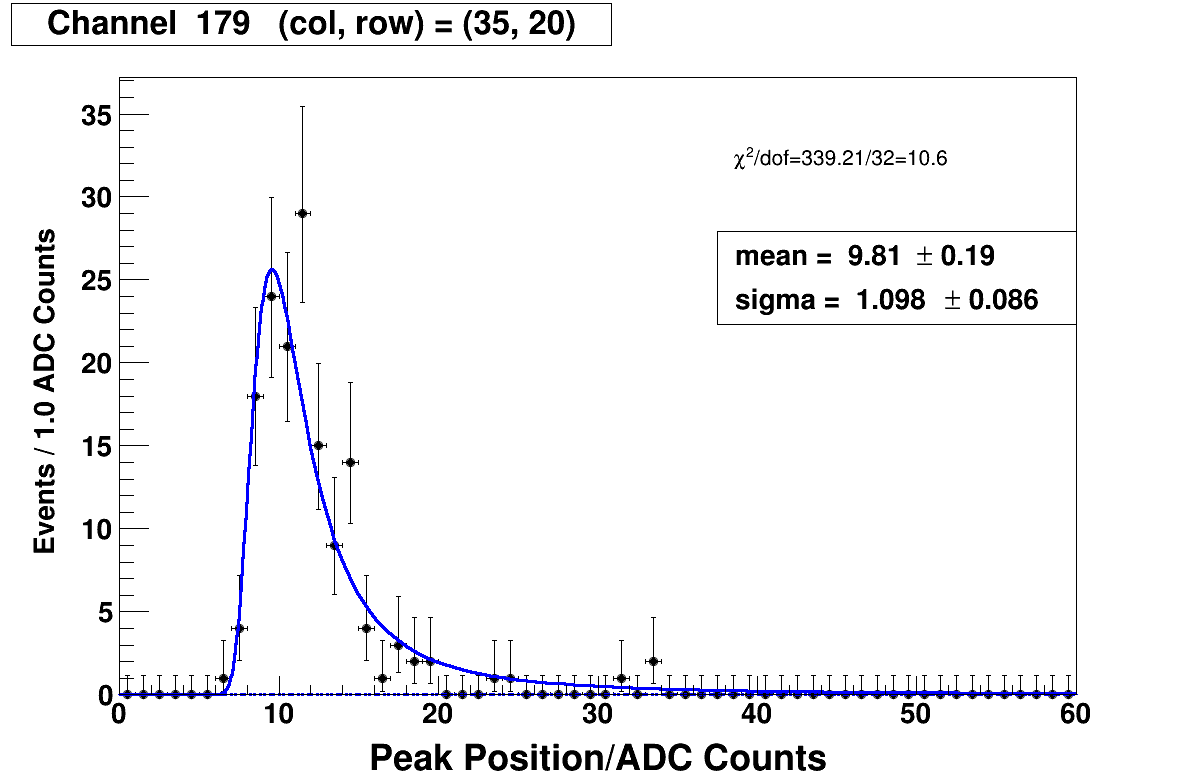 Channel 179 (col, row) = (35, 20)
35
30
25
20
15
10
5
0
Events / 1.0 ADC Counts
χ²/dof=339.21/32=10.6
mean = 9.81 ± 0.19
sigma = 1.098 ± 0.086
0 10 20 30 40 50 60
Peak Position/ADC Counts